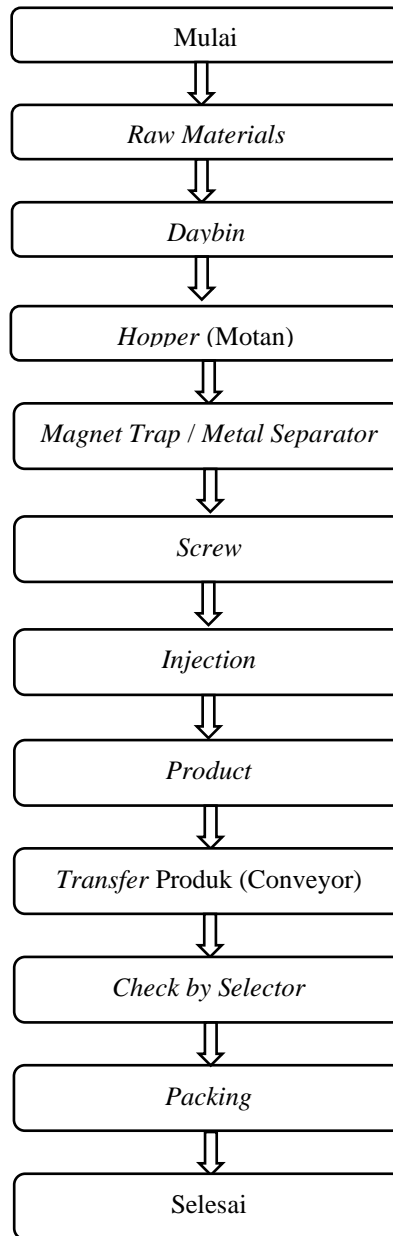 Mulai
Raw Materials
Daybin
Hopper (Motan)
Magnet Trap / Metal Separator
Screw
Injection
Product
Transfer Produk (Conveyor)
Check by Selector
Packing
Selesai